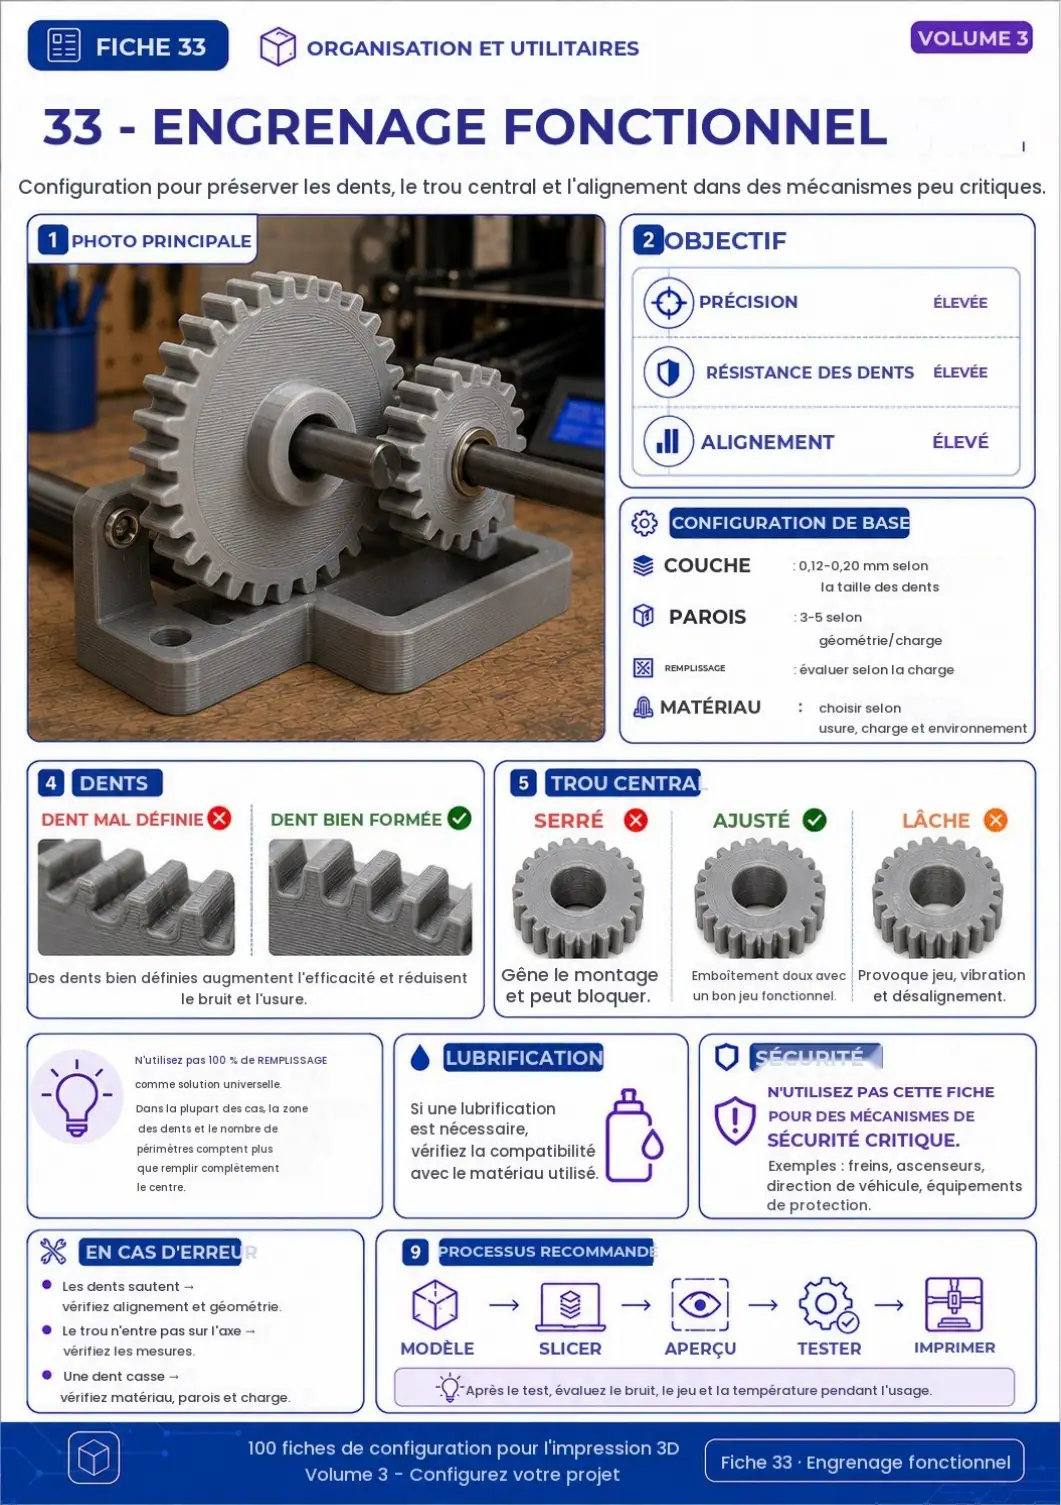 FICHE 33
ORGANISATION ET UTILITAIRES
VOLUME 3
33 - ENGRENAGE FONCTIONNEL
Configuration pour préserver les dents, le trou central et l'alignement dans des mécanismes peu critiques.
1 PHOTO PRINCIPALE
2 OBJECTIF
PRÉCISION ÉLEVÉE
RÉSISTANCE DES DENTS ÉLEVÉE
ALIGNEMENT ÉLEVÉ
CONFIGURATION DE BASE
COUCHE : 0,12-0,20 mm selon
la taille des dents
PAROIS : 3-5 selon
géométrie/charge
REMPLISSAGE : évaluer selon la charge
MATÉRIAU : choisir selon
usure, charge et environnement
4 DENTS
DENT MAL DÉFINIE
DENT BIEN FORMÉE
Des dents bien définies augmentent l'efficacité et réduisent
le bruit et l'usure.
5 TROU CENTRAL
SERRÉ
AJUSTÉ
LÂCHE
Gêne le montage
et peut bloquer.
Emboîtement doux avec
un bon jeu fonctionnel.
Provoque jeu, vibration
et désalignement.
N'utilisez pas 100 % de REMPLISSAGE
comme solution universelle.
Dans la plupart des cas, la zone
des dents et le nombre de
périmètres comptent plus
que remplir complètement
le centre.
LUBRIFICATION
Si une lubrification
est nécessaire,
vérifiez la compatibilité
avec le matériau utilisé.
SÉCURITÉ
N'UTILISEZ PAS CETTE FICHE
POUR DES MÉCANISMES DE
SÉCURITÉ CRITIQUE.
Exemples : freins, ascenseurs,
direction de véhicule, équipements
de protection.
EN CAS D'ERREUR
Les dents sautent →
vérifiez alignement et géométrie.
Le trou n'entre pas sur l'axe →
vérifiez les mesures.
Une dent casse →
vérifiez matériau, parois et charge.
9 PROCESSUS RECOMMANDÉ
MODÈLE
SLICER
APERÇU
TESTER
IMPRIMER
Après le test, évaluez le bruit, le jeu et la température pendant l'usage.
100 fiches de configuration pour l'impression 3D
Volume 3 - Configurez votre projet
Fiche 33 · Engrenage fonctionnel